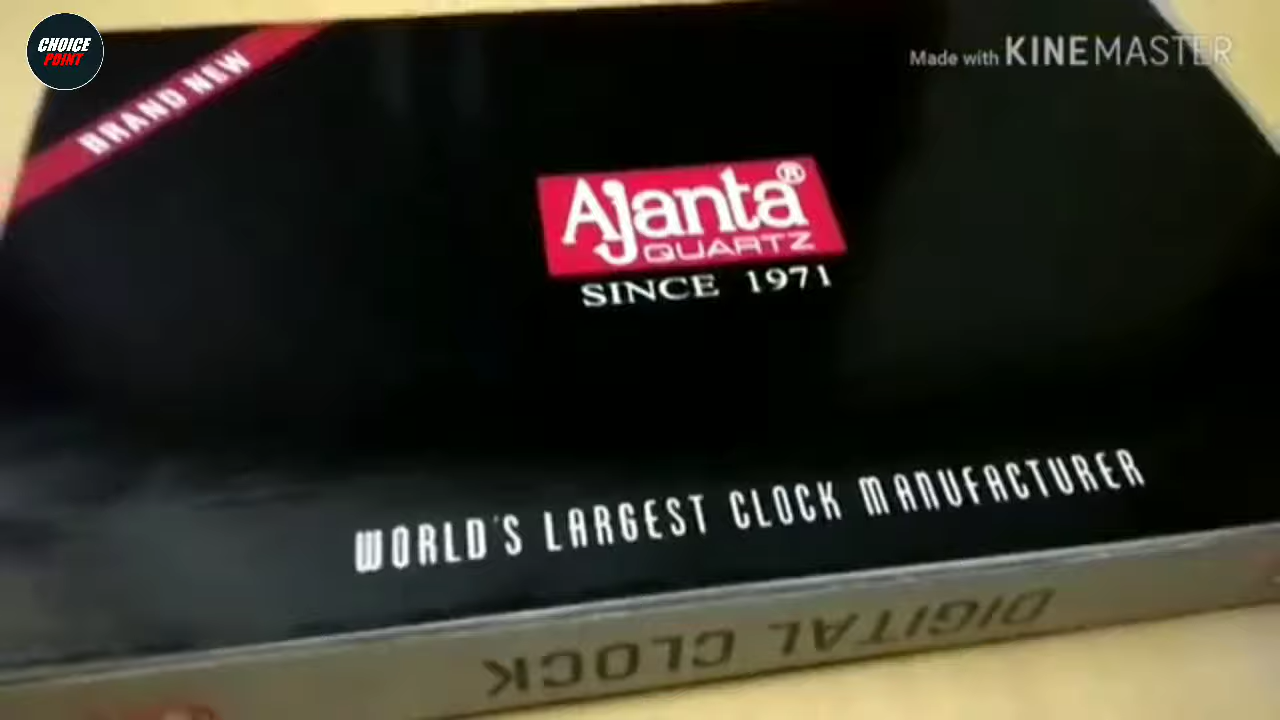 CHOICE
POINT
Made with KINEMASTER
BRAND NEW
Ajanta®
QUARTZ
SINCE 1971
WORLD'S LARGEST CLOCK MANUFACTURER
DIGITAL CLOCK